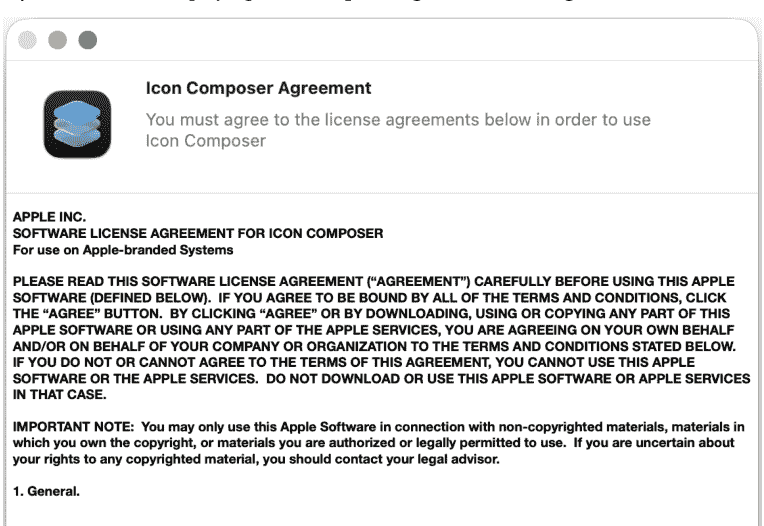 Icon Composer Agreement
You must agree to the license agreements below in order to use
Icon Composer
APPLE INC.
SOFTWARE LICENSE AGREEMENT FOR ICON COMPOSER
For use on Apple-branded Systems
PLEASE READ THIS SOFTWARE LICENSE AGREEMENT (“AGREEMENT”) CAREFULLY BEFORE USING THIS APPLE
SOFTWARE (DEFINED BELOW).  IF YOU AGREE TO BE BOUND BY ALL OF THE TERMS AND CONDITIONS, CLICK
THE “AGREE” BUTTON.  BY CLICKING “AGREE” OR BY DOWNLOADING, USING OR COPYING ANY PART OF THIS
APPLE SOFTWARE OR USING ANY PART OF THE APPLE SERVICES, YOU ARE AGREEING ON YOUR OWN BEHALF
AND/OR ON BEHALF OF YOUR COMPANY OR ORGANIZATION TO THE TERMS AND CONDITIONS STATED BELOW.
IF YOU DO NOT OR CANNOT AGREE TO THE TERMS OF THIS AGREEMENT, YOU CANNOT USE THIS APPLE
SOFTWARE OR THE APPLE SERVICES.  DO NOT DOWNLOAD OR USE THIS APPLE SOFTWARE OR APPLE SERVICES
IN THAT CASE.
IMPORTANT NOTE:  You may only use this Apple Software in connection with non-copyrighted materials, materials in
which you own the copyright, or materials you are authorized or legally permitted to use.  If you are uncertain about
your rights to any copyrighted material, you should contact your legal advisor.
1. General.